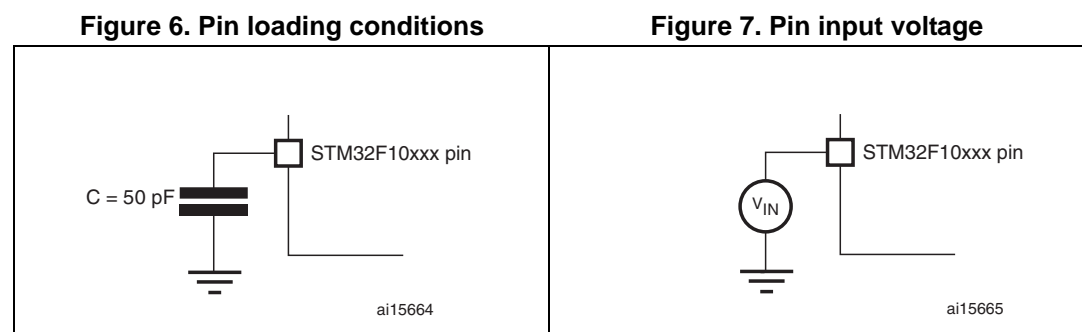 Figure 6. Pin loading conditions
Figure 7. Pin input voltage
STM32F10xxx pin
C = 50 pF
ai15664
STM32F10xxx pin
VIN
ai15665